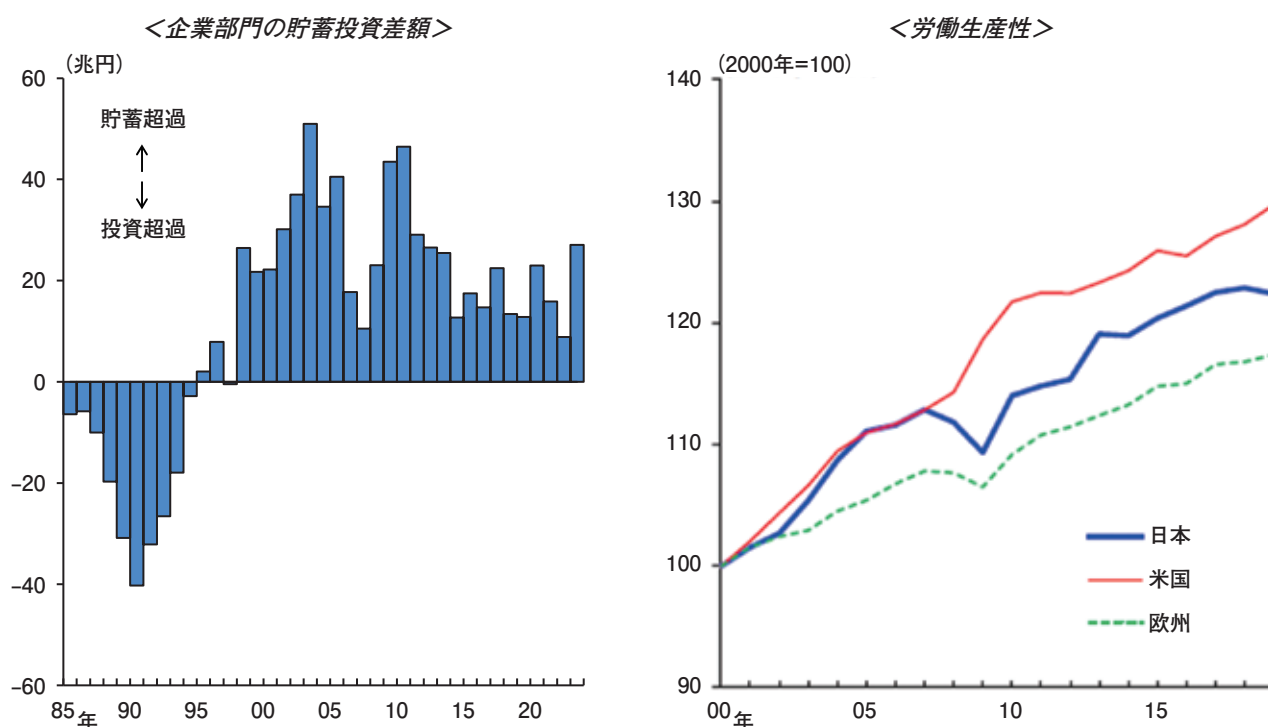 ＜企業部門の貯蓄投資差額＞
(兆円)
60
40
20
0
-20
-40
-60
貯蓄超過
投資超過
85年 90 95 00 05 10 15 20
＜労働生産性＞
(2000年=100)
140
130
120
110
100
90
日本
米国
欧州
00年 05 10 15